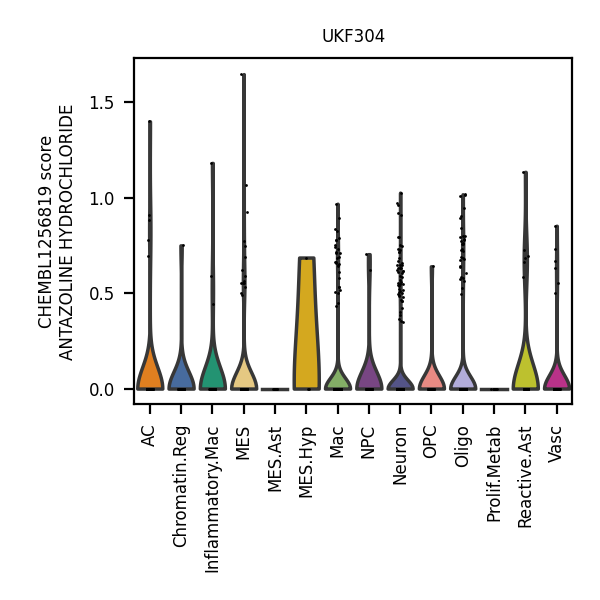 UKF304
CHEMBL1256819 score
ANTAZOLINE HYDROCHLORIDE
1.5
1.0
0.5
0.0
AC
Chromatin.Reg
Inflammatory.Mac
MES
MES.Ast
MES.Hyp
Mac
NPC
Neuron
OPC
Oligo
Prolif.Metab
Reactive.Ast
Vasc